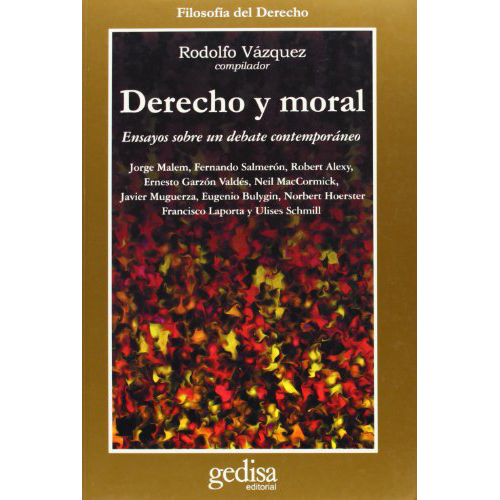 Filosofía del Derecho
Rodolfo Vázquez
compilador
Derecho y moral
Ensayos sobre un debate contemporáneo
Jorge Malem, Fernando Salmerón, Robert Alexy,
Ernesto Garzón Valdés, Neil MacCormick,
Javier Muguerza, Eugenio Bulygin, Norbert Hoerster
Francisco Laporta y Ulises Schmill
gedisa
editorial